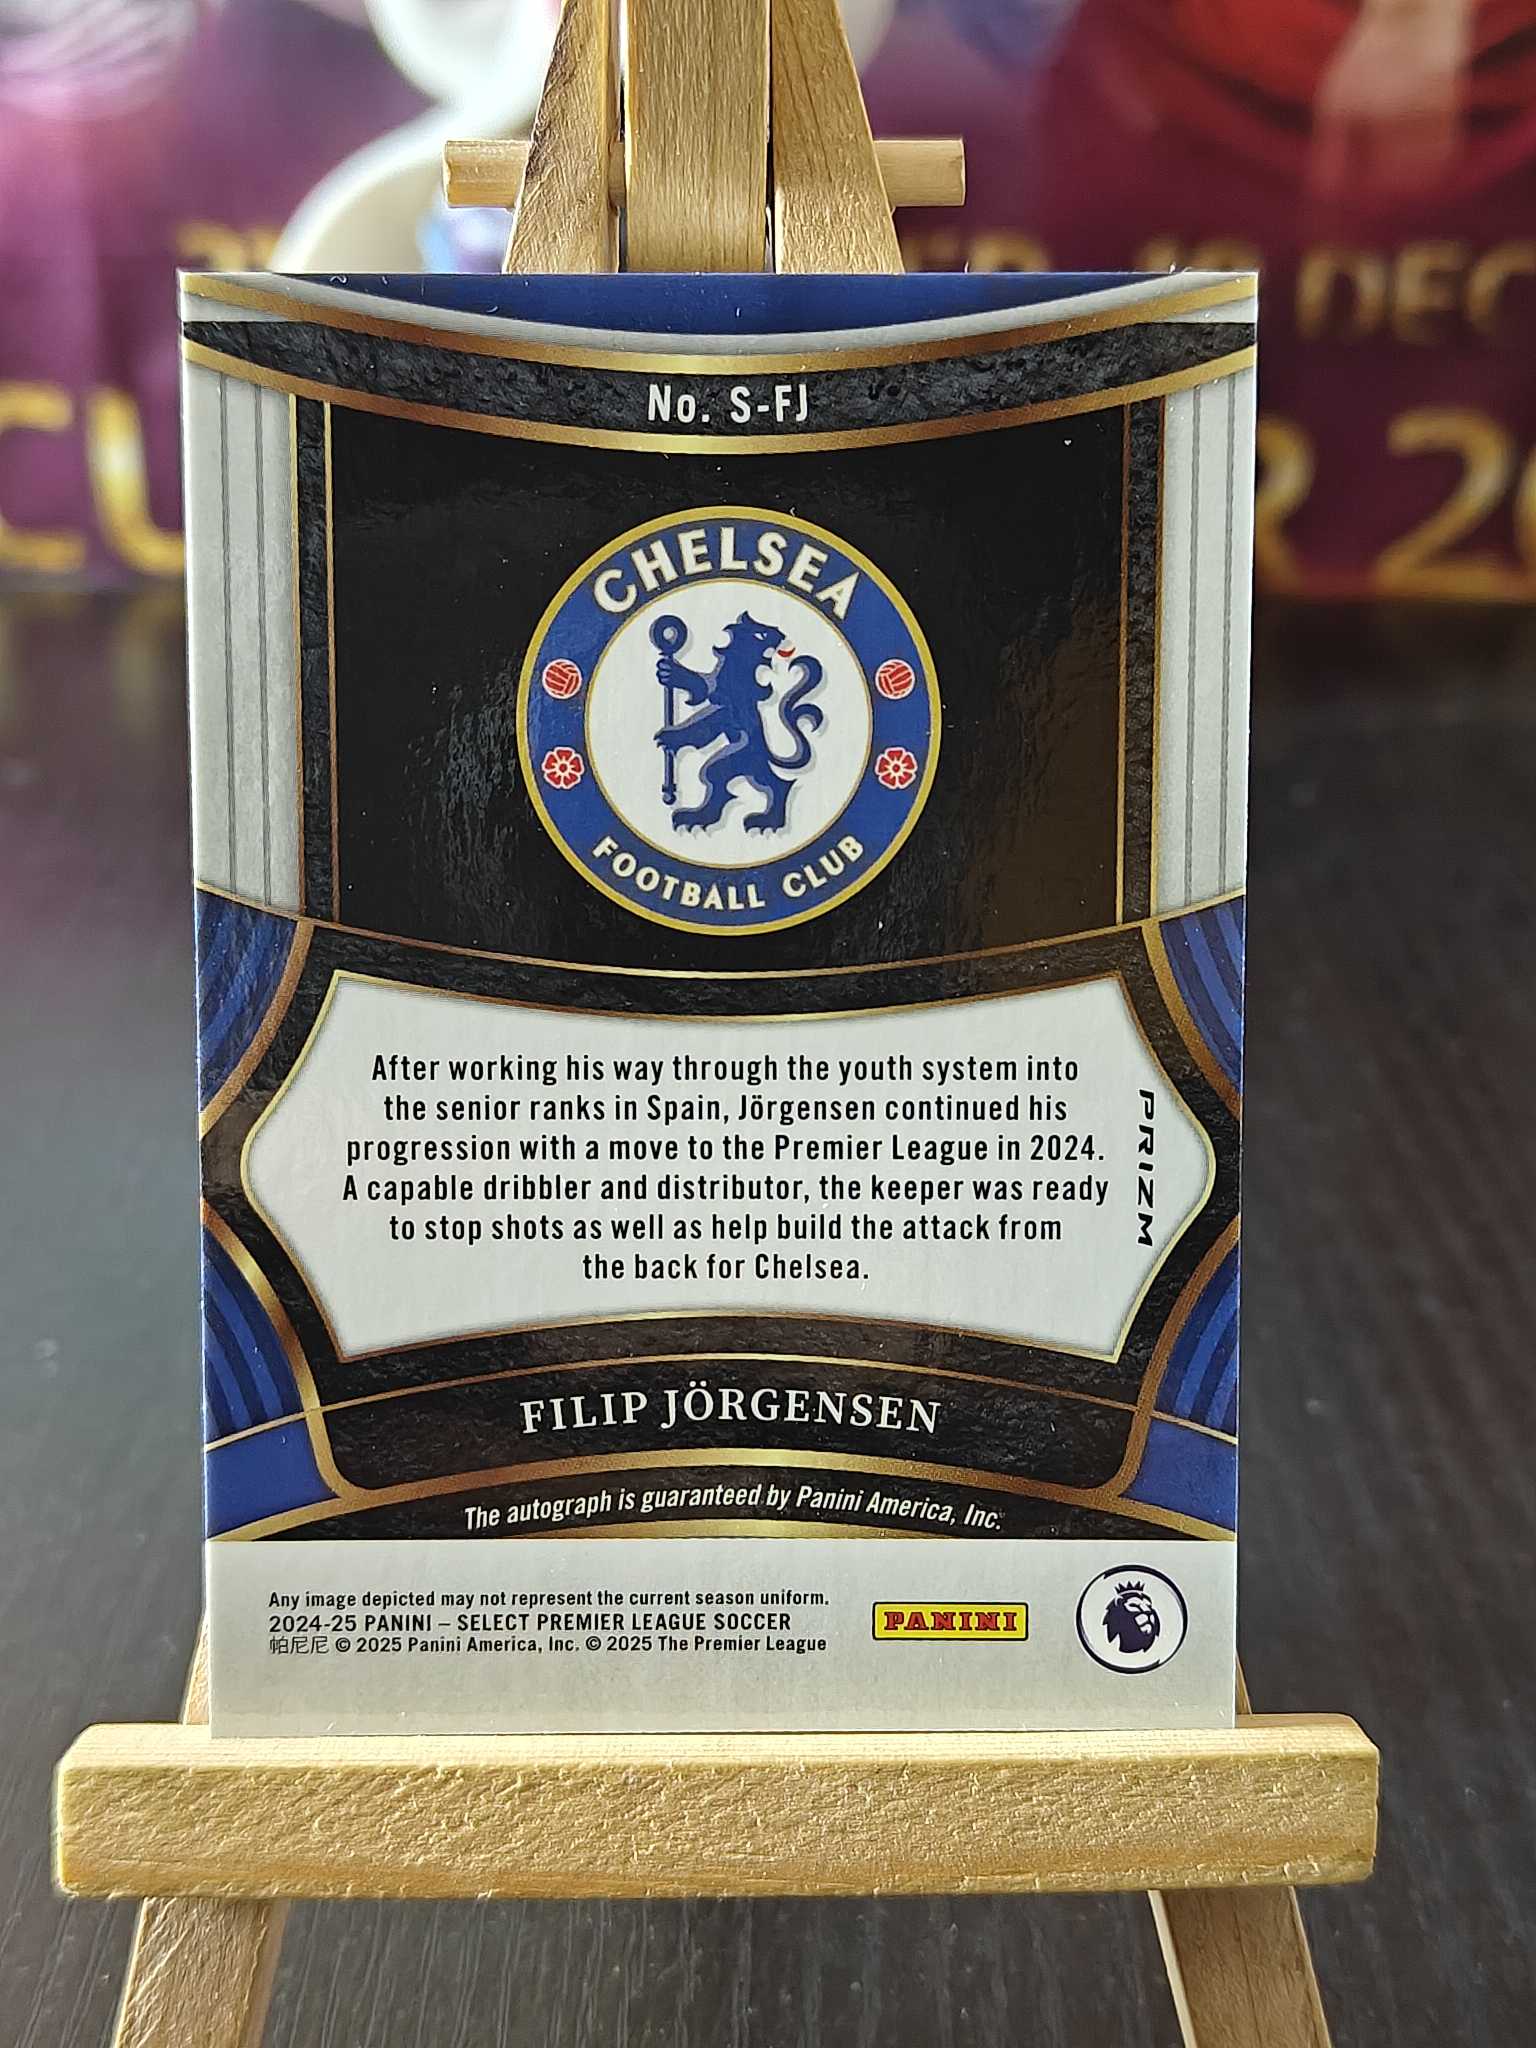 No. S-FJ
CHELSEA
FOOTBALL CLUB
After working his way through the youth system into
the senior ranks in Spain, Jörgensen continued his
progression with a move to the Premier League in 2024.
A capable dribbler and distributor, the keeper was ready
to stop shots as well as help build the attack from
the back for Chelsea.
PRIZM
FILIP JÖRGENSEN
The autograph is guaranteed by Panini America, Inc.
Any image depicted may not represent the current season uniform.
2024-25 PANINI – SELECT PREMIER LEAGUE SOCCER
帕尼尼 © 2025 Panini America, Inc. © 2025 The Premier League
PANINI